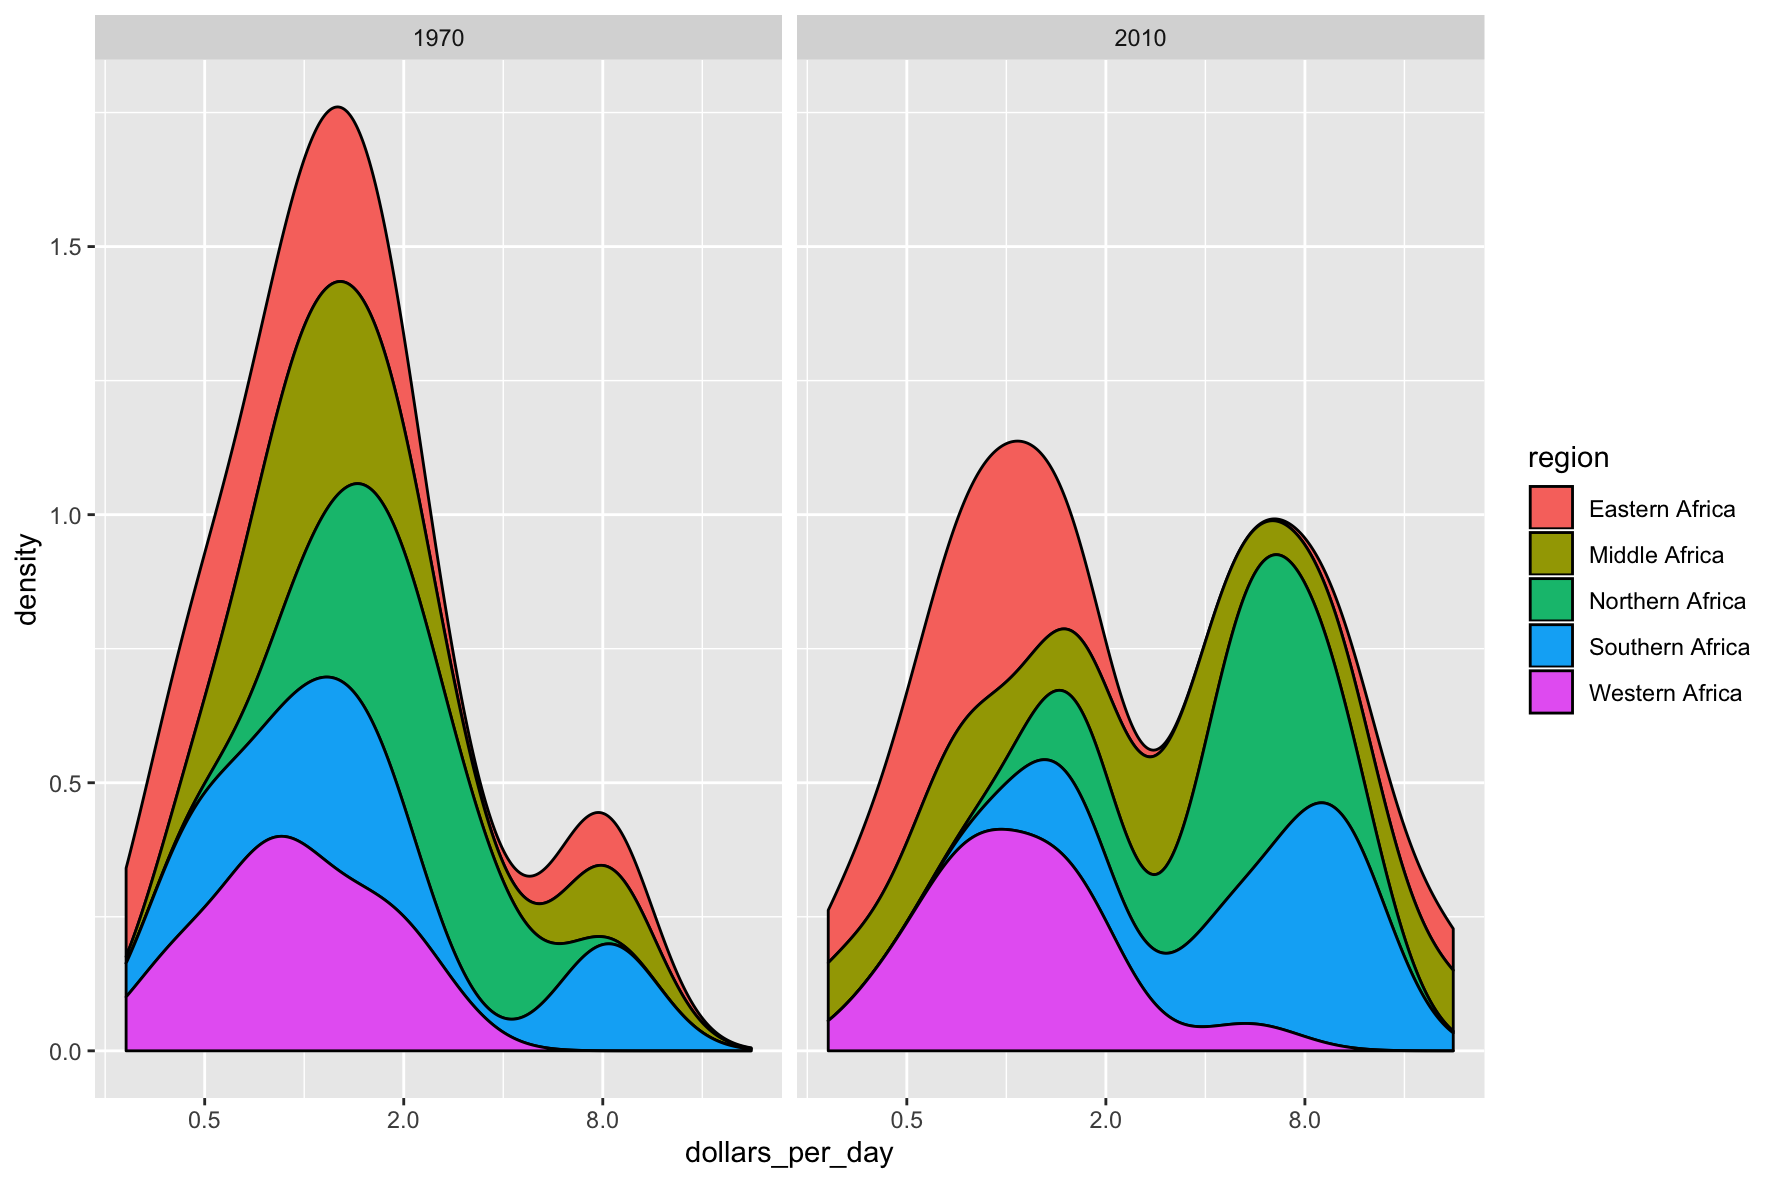 1970
2010
density
1.5
1.0
0.5
0.0
0.5
2.0
8.0
0.5
2.0
8.0
dollars_per_day
region
Eastern Africa
Middle Africa
Northern Africa
Southern Africa
Western Africa